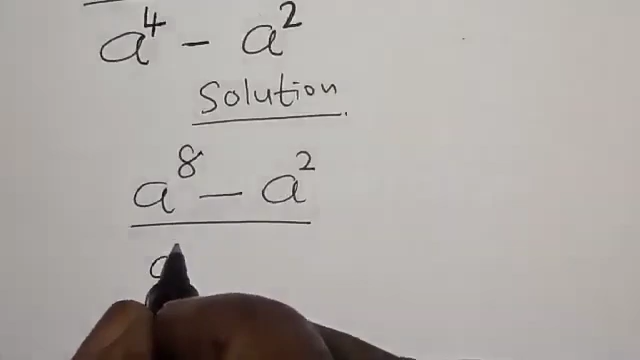 a⁴ - a²
Solution
a⁸ - a²
a